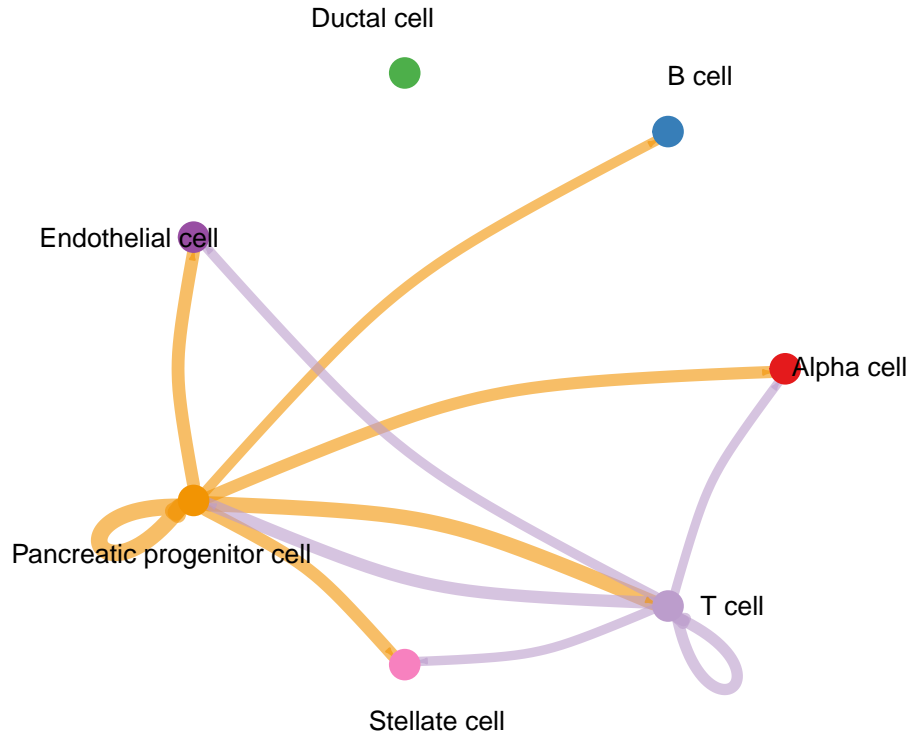 Ductal cell
B cell
Endothelial cell
Alpha cell
Pancreatic progenitor cell
T cell
Stellate cell